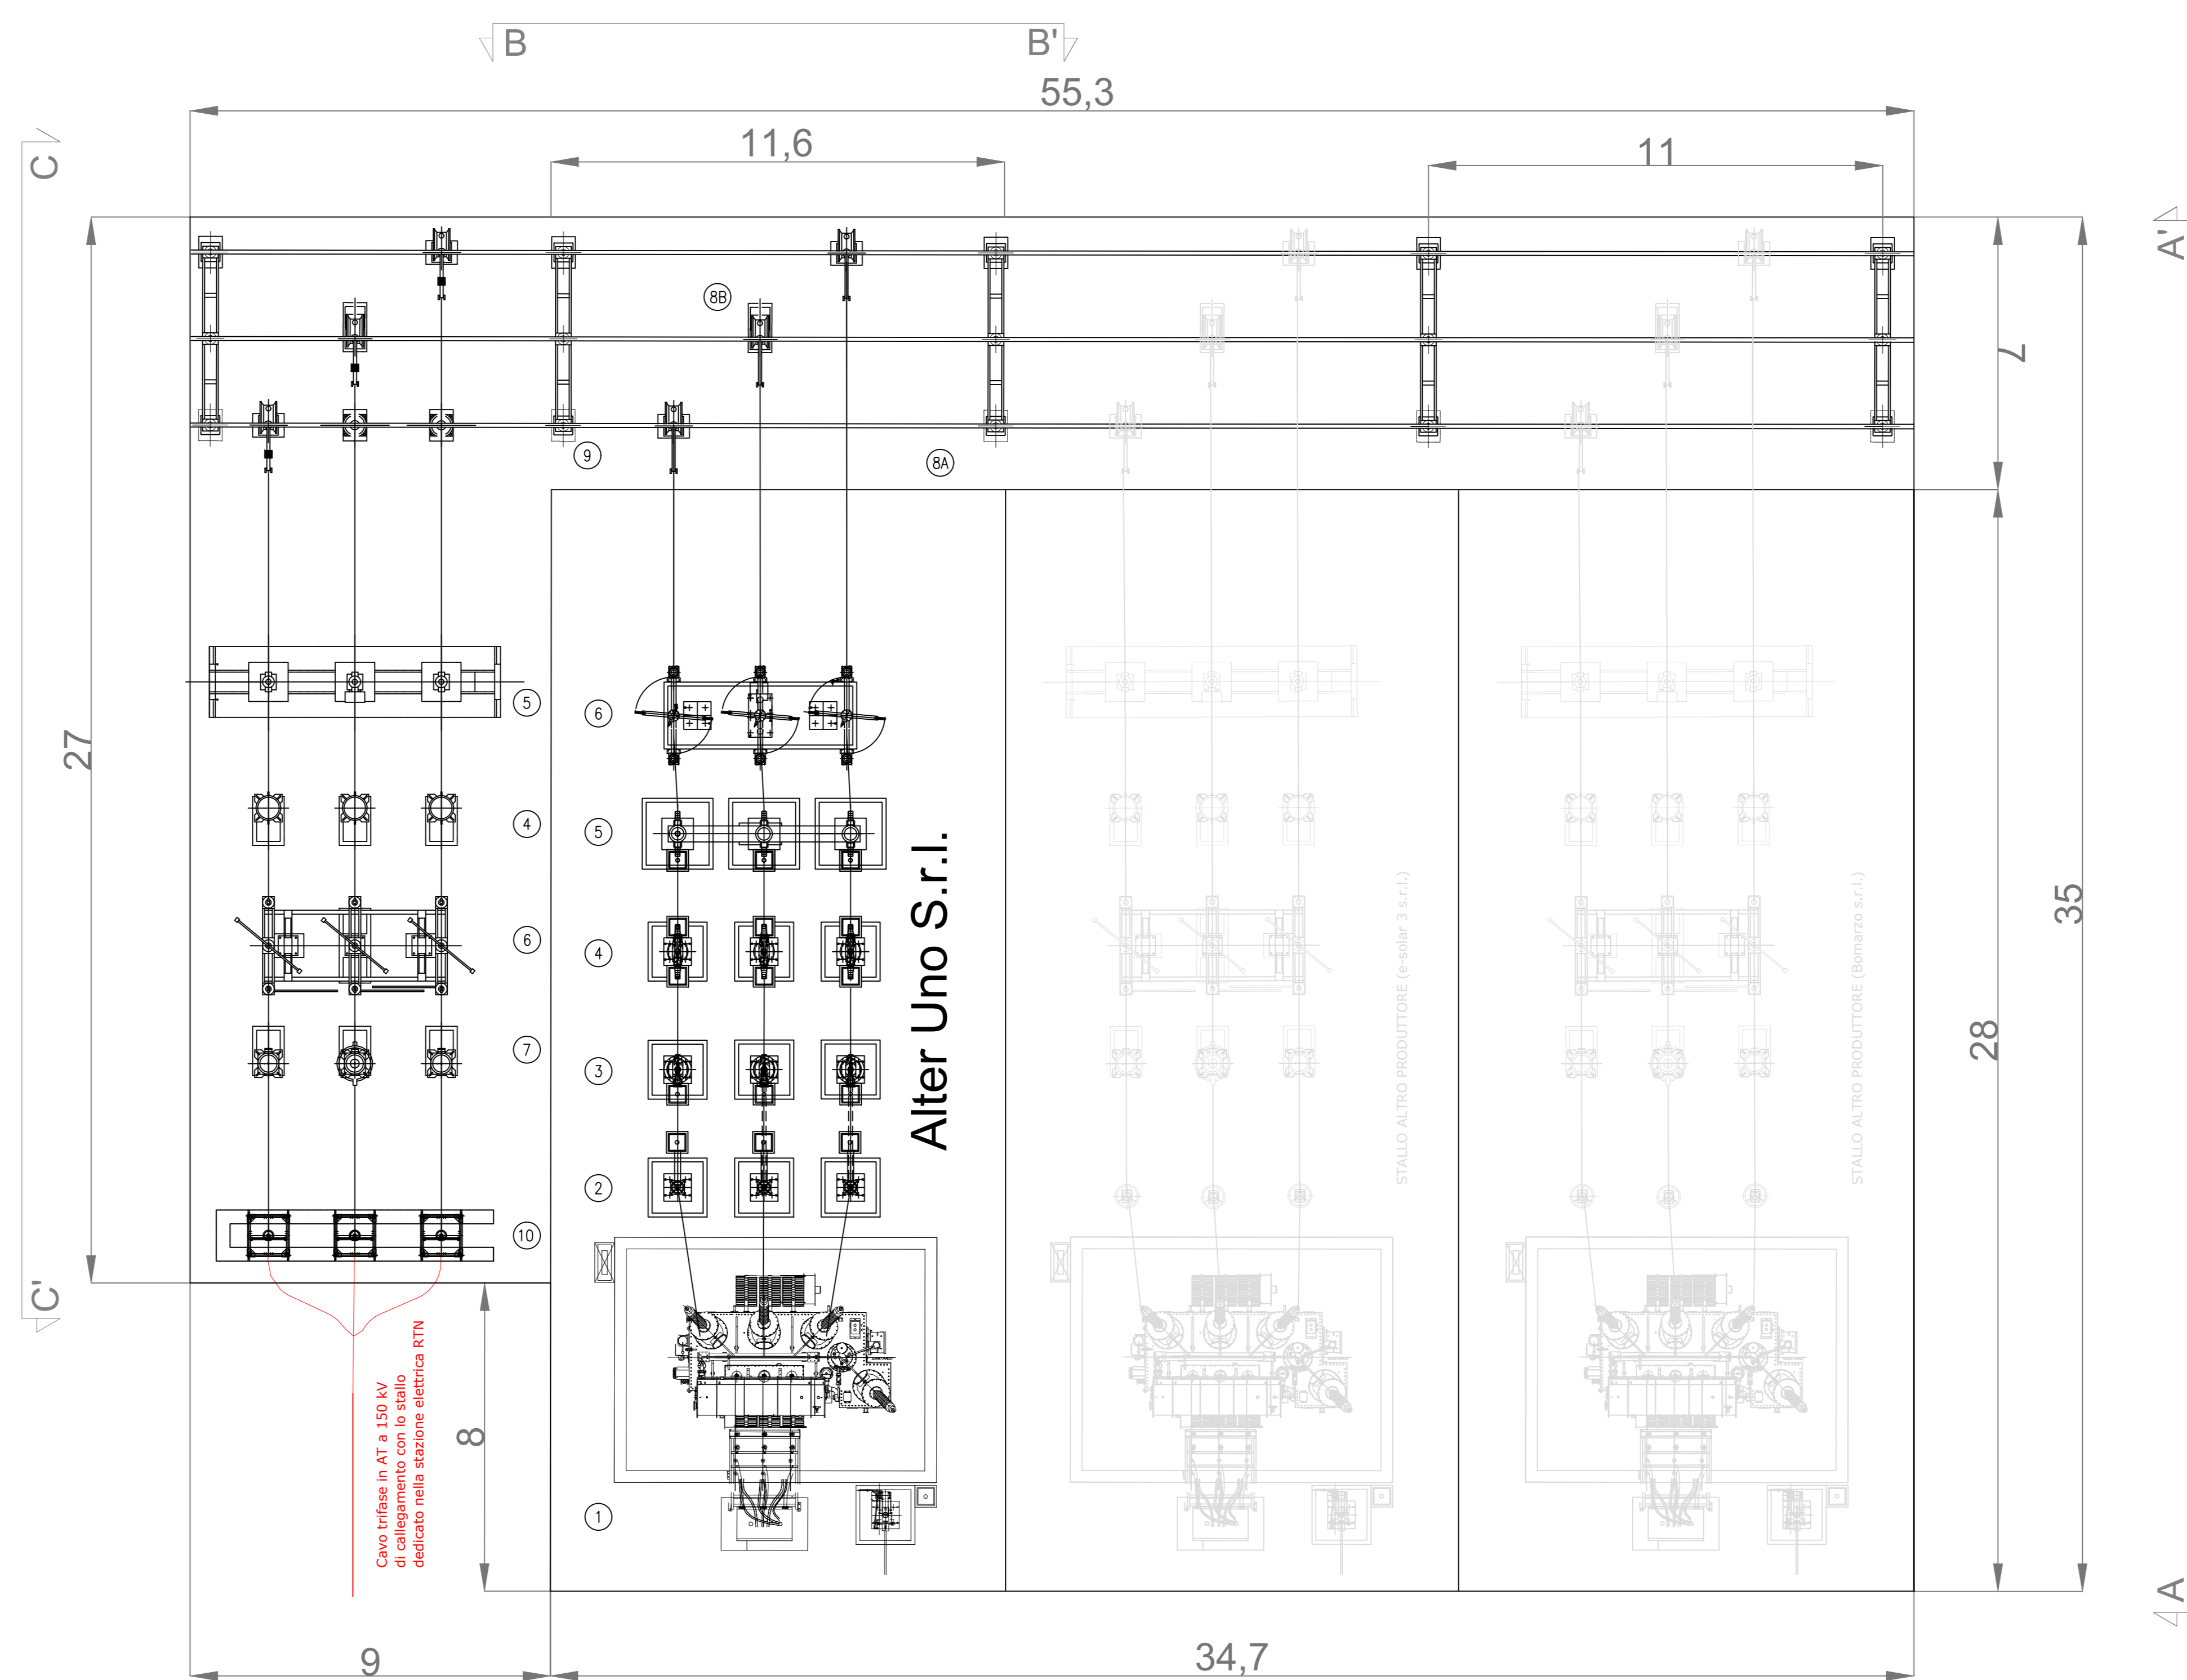 B
B'
55,3
11,6
11
C
A'
8B
7
9
8A
27
5
6
4
5
Alter Uno S.r.l.
6
4
35
STALLO ALTRO PRODUTTORE (e-solar 3 s.r.l.)
STALLO ALTRO PRODUTTORE (Bomarzo s.r.l.)
28
7
3
2
10
C'
Cavo trifase in AT a 150 kV
di callegamento con lo stallo
dedicato nella stazione elettrica RTN
8
1
A
9
34,7